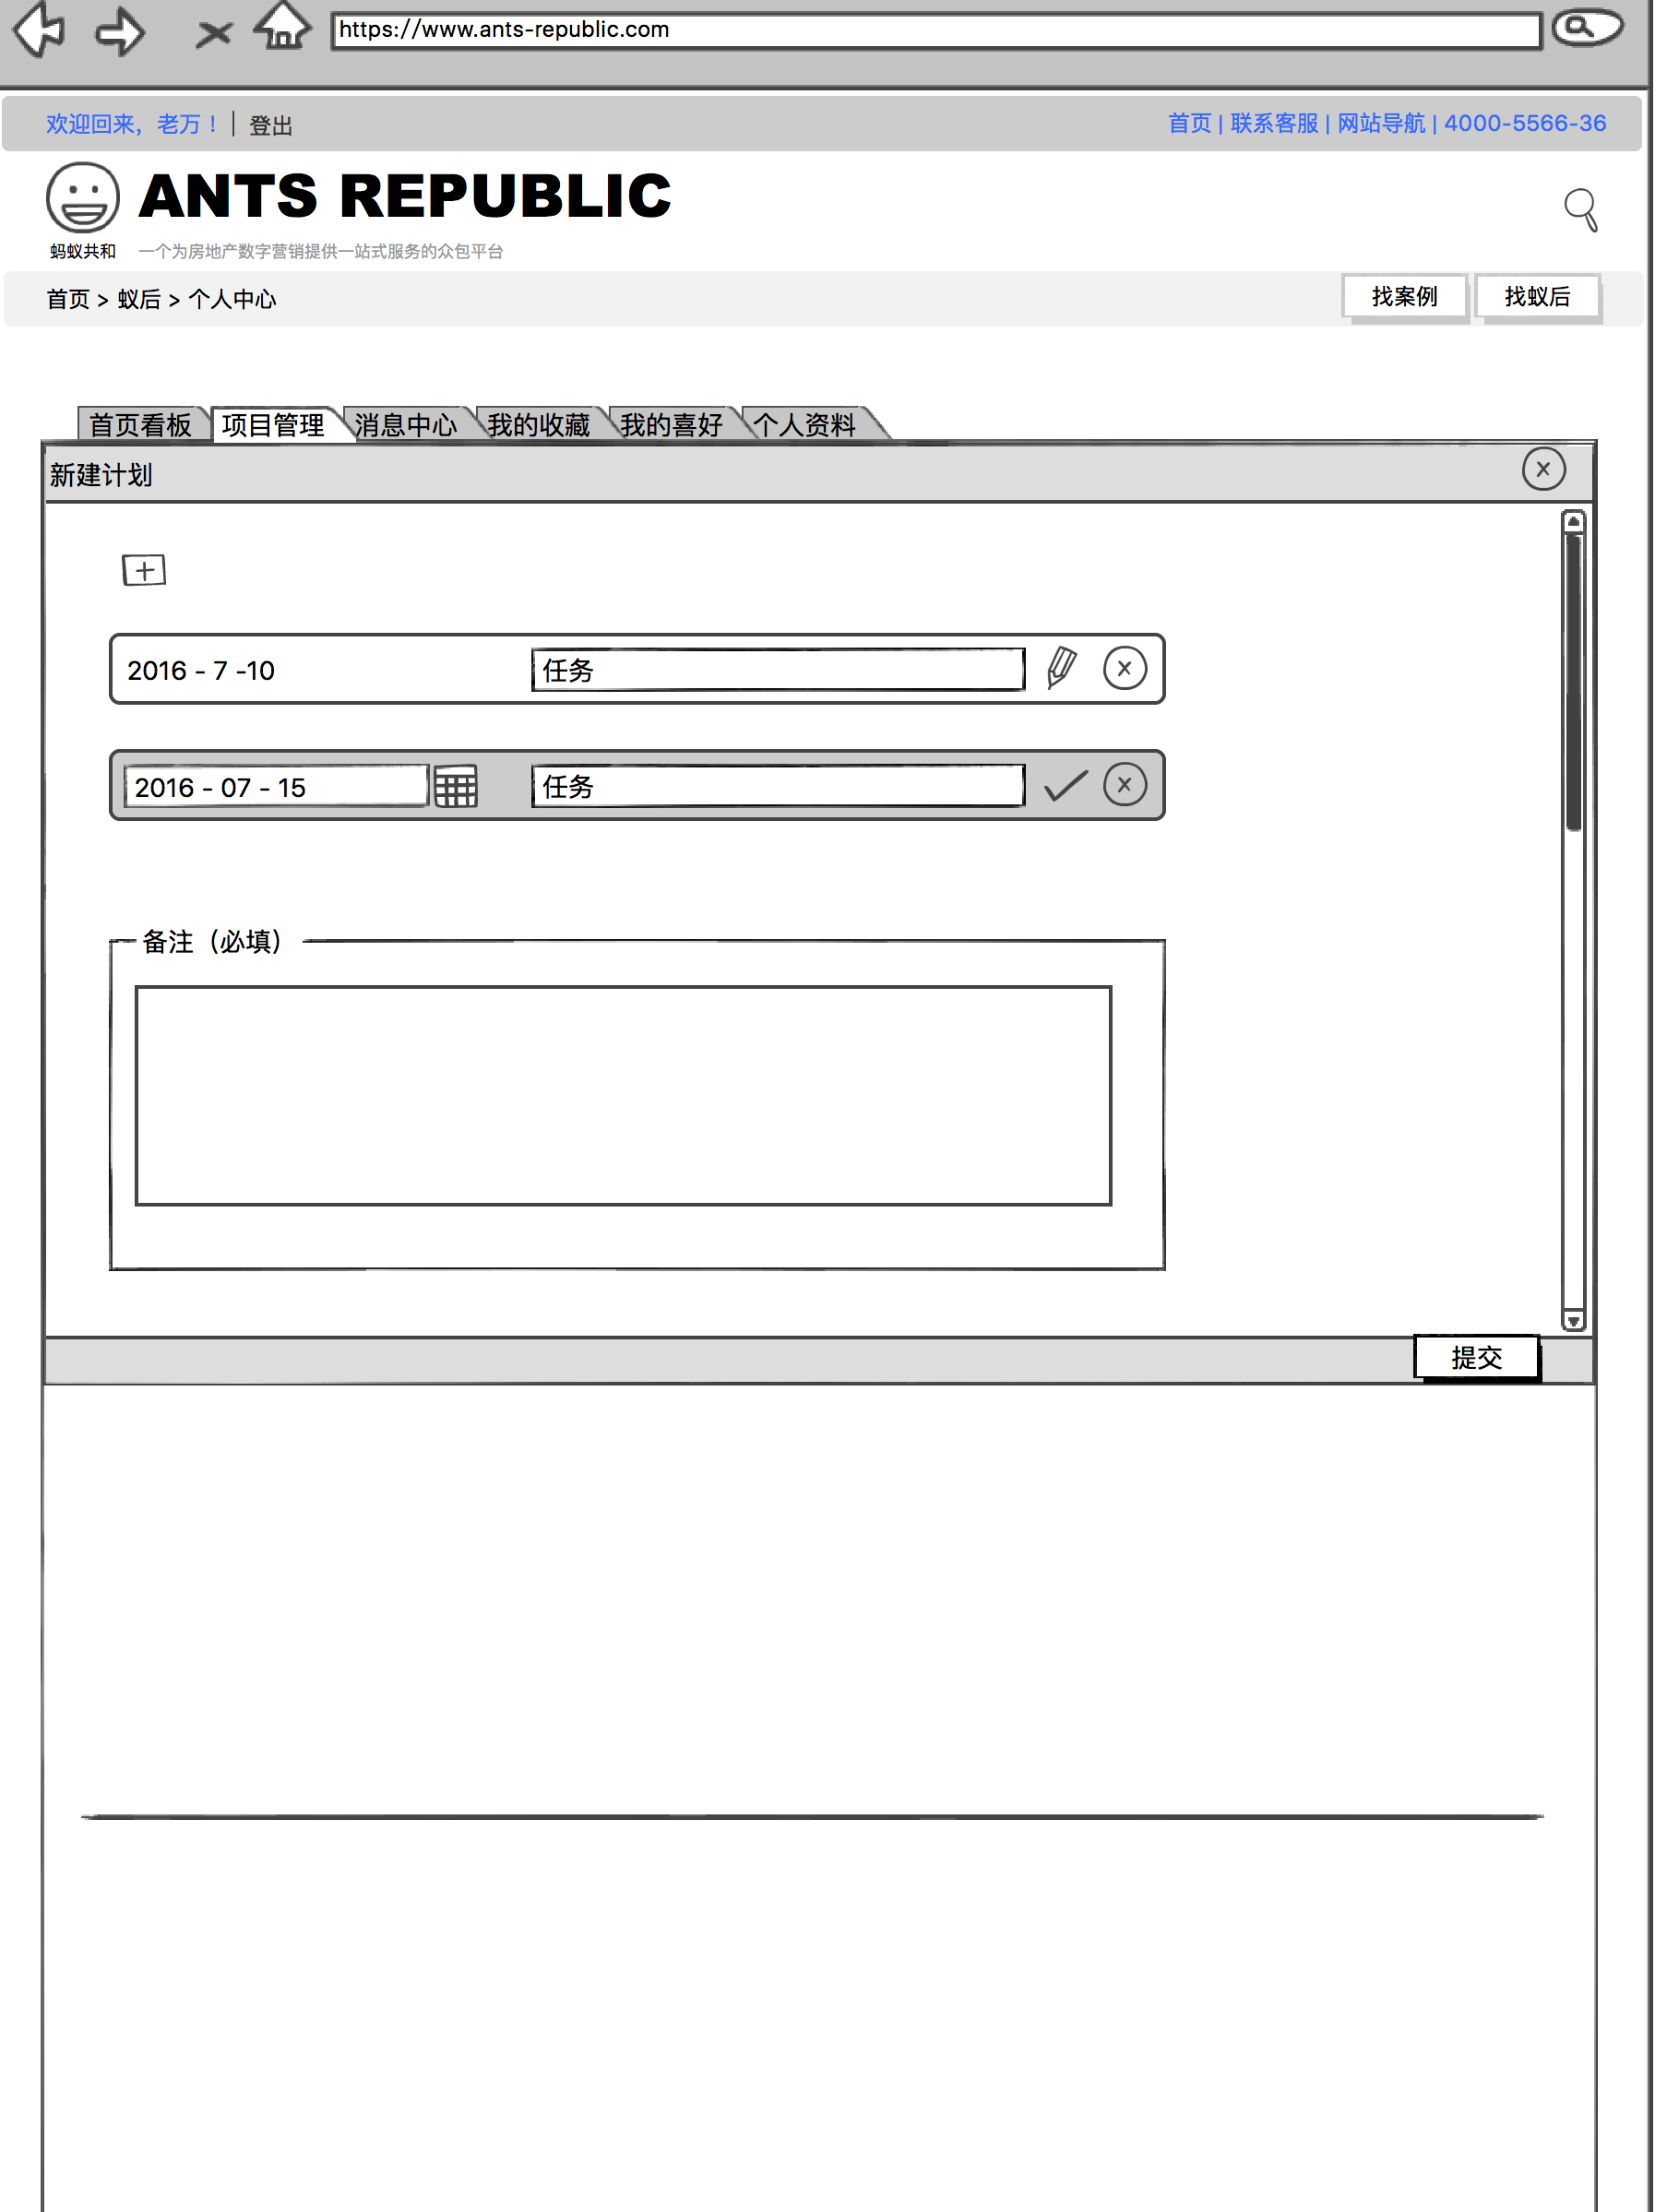 https://www.ants-republic.com
欢迎回来，老万！ 登出
首页 | 联系客服 | 网站导航 | 4000-5566-36
ANTS REPUBLIC
蚂蚁共和 一个为房地产数字营销提供一站式服务的众包平台
首页 > 蚁后 > 个人中心
找案例 找蚁后
首页看板 项目管理 消息中心 我的收藏 我的喜好 个人资料
新建计划
2016 - 7 -10 任务
2016 - 07 - 15 任务
备注（必填）
提交